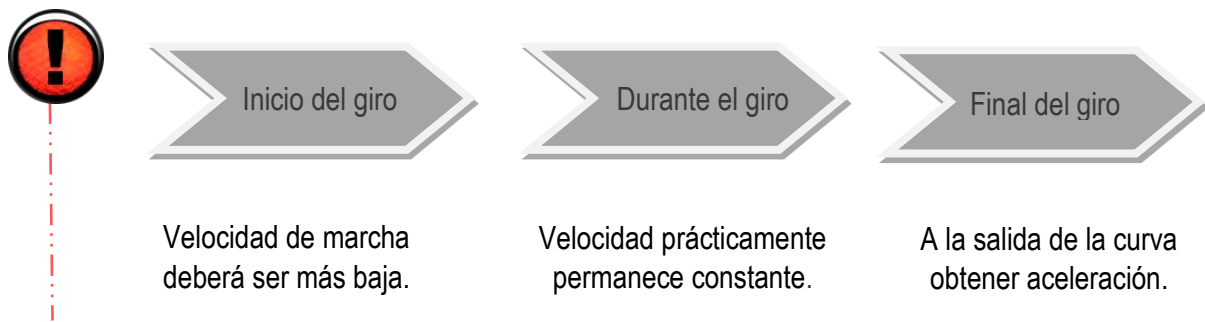 !
Inicio del giro
Durante el giro
Final del giro
Velocidad de marcha
deberá ser más baja.
Velocidad prácticamente
permanece constante.
A la salida de la curva
obtener aceleración.